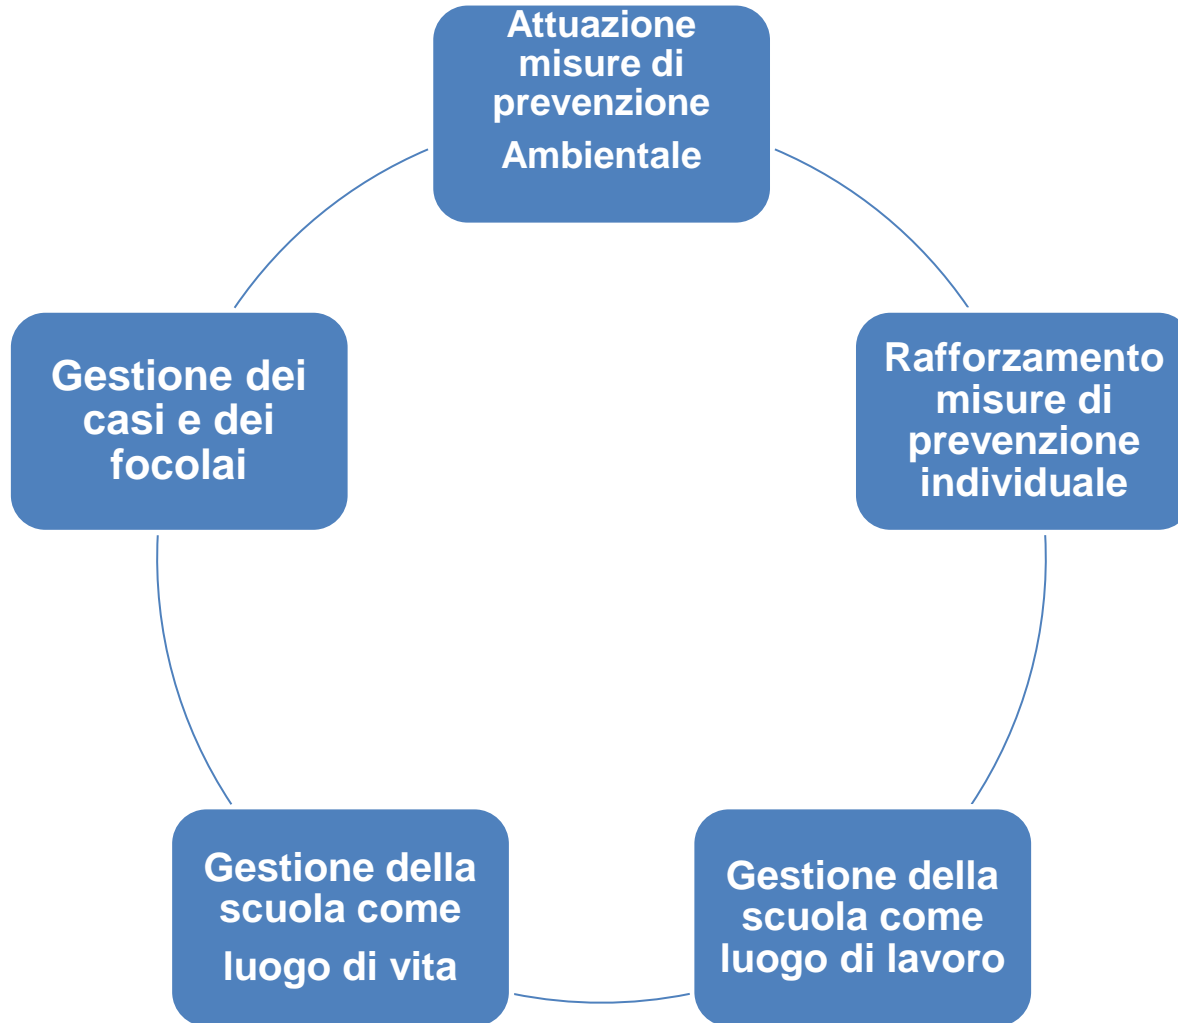 Attuazione
misure di
prevenzione
Ambientale
Rafforzamento
misure di
prevenzione
individuale
Gestione della
scuola come
luogo di lavoro
Gestione della
scuola come
luogo di vita
Gestione dei
casi e dei
focolai